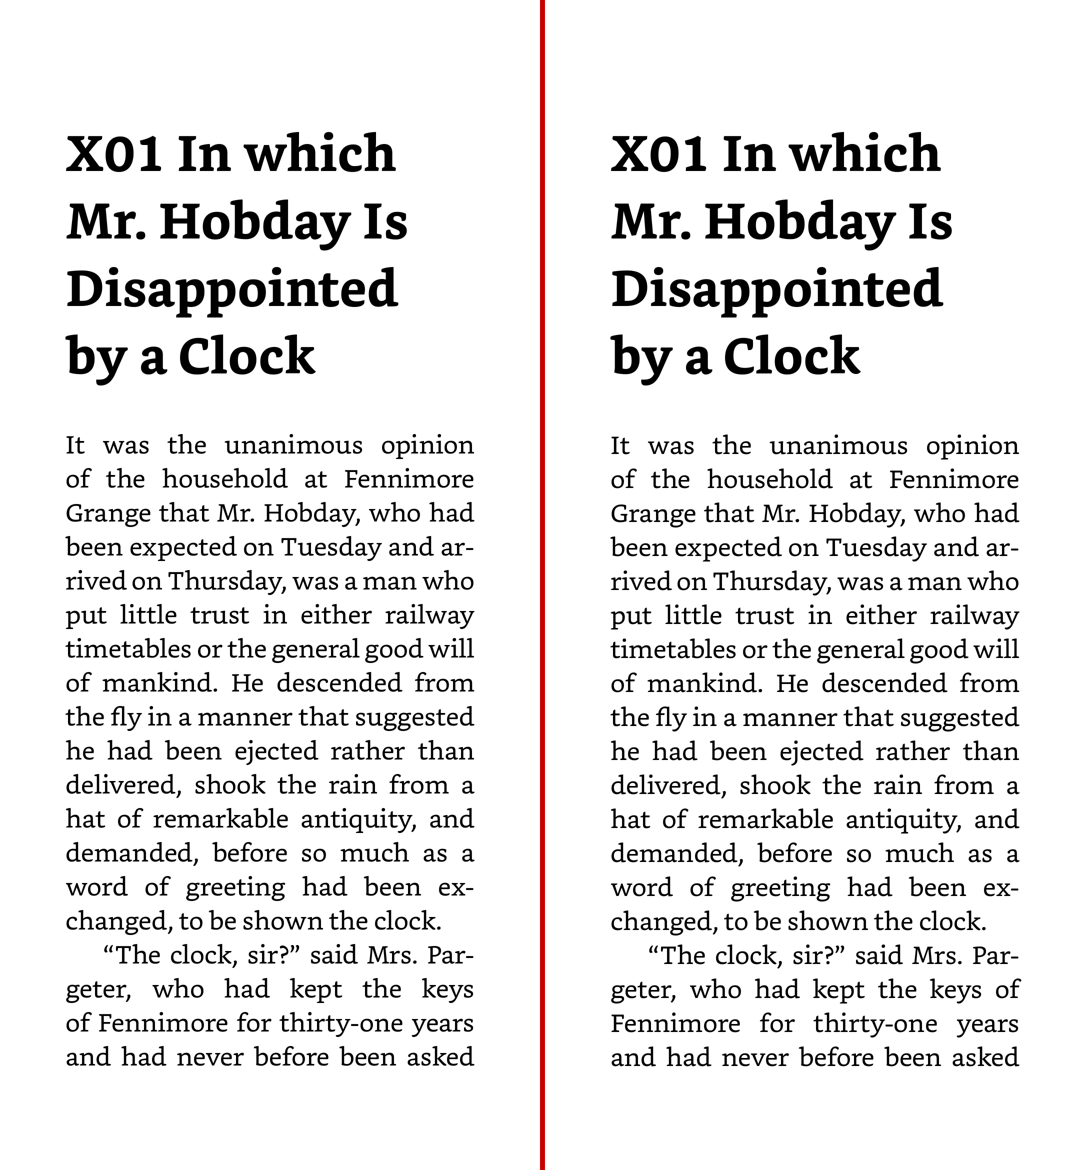 X01 In which
Mr. Hobday Is
Disappointed
by a Clock
It was the unanimous opinion
of the household at Fennimore
Grange that Mr. Hobday, who had
been expected on Tuesday and ar-
rived on Thursday, was a man who
put little trust in either railway
timetables or the general good will
of mankind. He descended from
the fly in a manner that suggested
he had been ejected rather than
delivered, shook the rain from a
hat of remarkable antiquity, and
demanded, before so much as a
word of greeting had been ex-
changed, to be shown the clock.
“The clock, sir?” said Mrs. Par-
geter, who had kept the keys
of Fennimore for thirty-one years
and had never before been asked
X01 In which
Mr. Hobday Is
Disappointed
by a Clock
It was the unanimous opinion
of the household at Fennimore
Grange that Mr. Hobday, who had
been expected on Tuesday and ar-
rived on Thursday, was a man who
put little trust in either railway
timetables or the general good will
of mankind. He descended from
the fly in a manner that suggested
he had been ejected rather than
delivered, shook the rain from a
hat of remarkable antiquity, and
demanded, before so much as a
word of greeting had been ex-
changed, to be shown the clock.
“The clock, sir?” said Mrs. Par-
geter, who had kept the keys of
Fennimore for thirty-one years
and had never before been asked